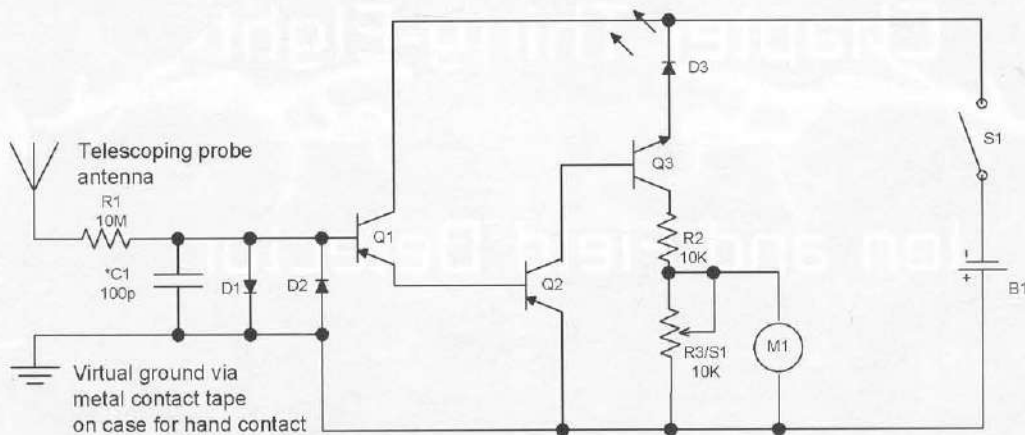 Telescoping probe
antenna
R1
10M
*C1
100p
D1
D2
Q1
Q2
Q3
D3
R2
10K
R3/S1
10K
M1
S1
-
+
B1
Virtual ground via
metal contact tape
on case for hand contact